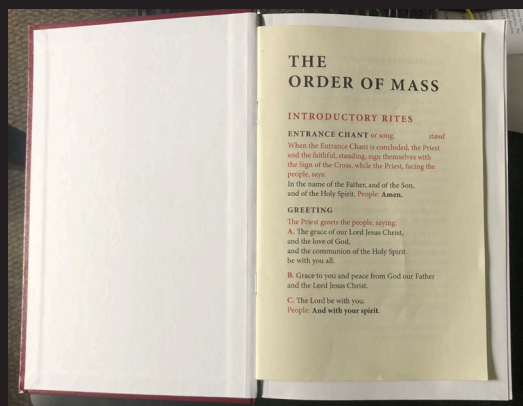 THE
ORDER OF MASS
INTRODUCTORY RITES
ENTRANCE CHANT or song. stand
When the Entrance Chant is concluded, the Priest
and the faithful, standing, sign themselves with
the Sign of the Cross, while the Priest, facing the
people, says:
In the name of the Father, and of the Son,
and of the Holy Spirit. People: Amen.
GREETING
The Priest greets the people, saying:
A. The grace of our Lord Jesus Christ,
and the love of God,
and the communion of the Holy Spirit
be with you all.
B. Grace to you and peace from God our Father
and the Lord Jesus Christ.
C. The Lord be with you.
People: And with your spirit.